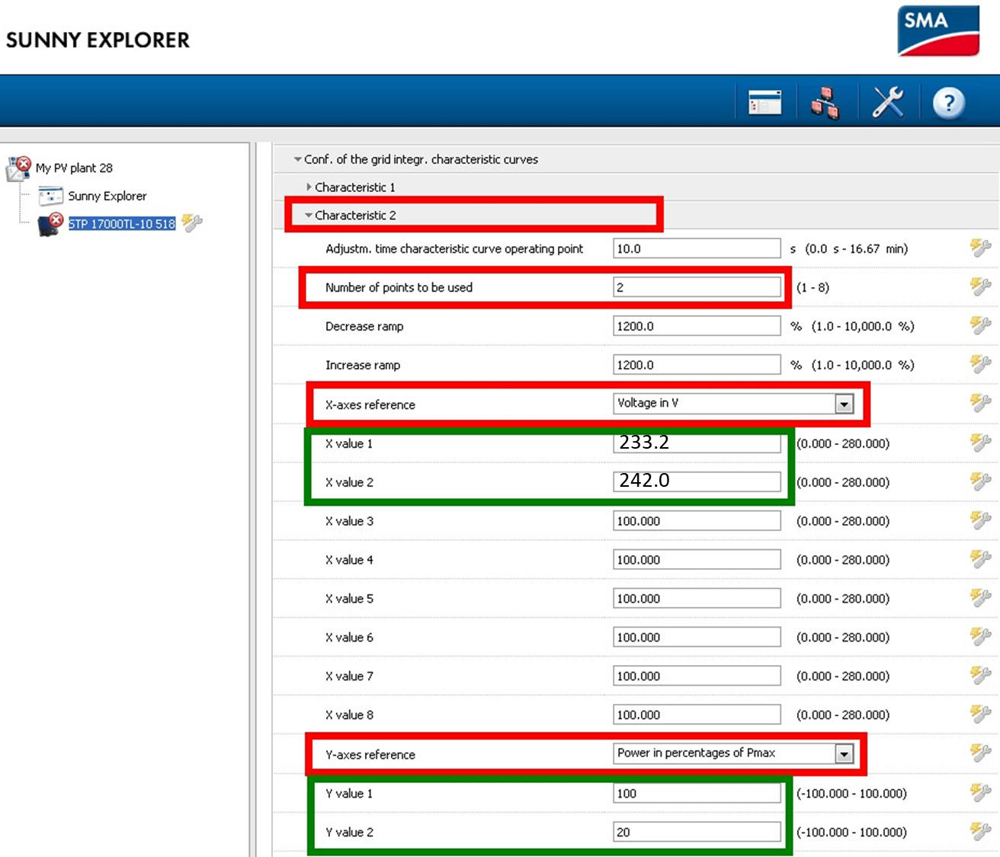 SUNNY EXPLORER
SMA
?
My PV plant 28
Sunny Explorer
STP 17000TL-10 518
Conf. of the grid integr. characteristic curves
Characteristic 1
Characteristic 2
Adjustm. time characteristic curve operating point 10.0 s (0.0 s - 16.67 min)
Number of points to be used 2 (1 - 8)
Decrease ramp 1200.0 % (1.0 - 10,000.0 %)
Increase ramp 1200.0 % (1.0 - 10,000.0 %)
X-axes reference Voltage in V
X value 1 233.2 (0.000 - 280.000)
X value 2 242.0 (0.000 - 280.000)
X value 3 100.000 (0.000 - 280.000)
X value 4 100.000 (0.000 - 280.000)
X value 5 100.000 (0.000 - 280.000)
X value 6 100.000 (0.000 - 280.000)
X value 7 100.000 (0.000 - 280.000)
X value 8 100.000 (0.000 - 280.000)
Y-axes reference Power in percentages of Pmax
Y value 1 100 (-100.000 - 100.000)
Y value 2 20 (-100.000 - 100.000)